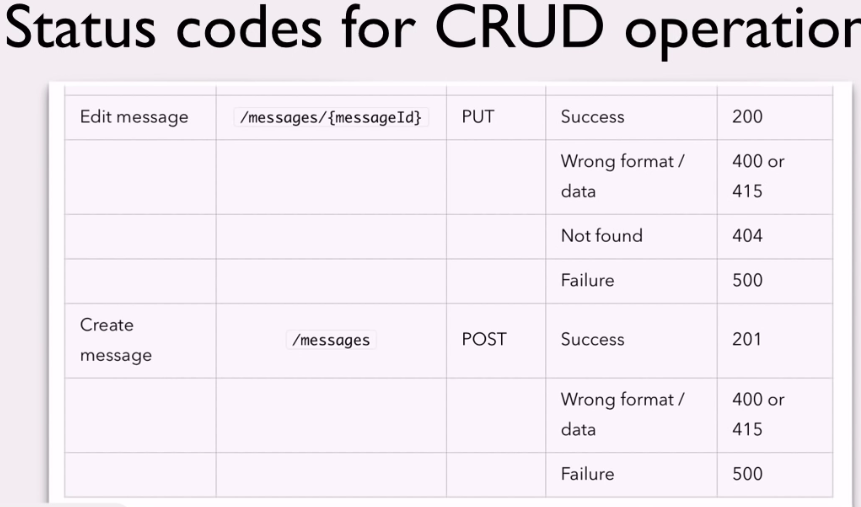 Status codes for CRUD operation
Edit message /messages/{messageId} PUT Success 200
Wrong format / 400 or
data 415
Not found 404
Failure 500
Create
message /messages POST Success 201
Wrong format / 400 or
data 415
Failure 500